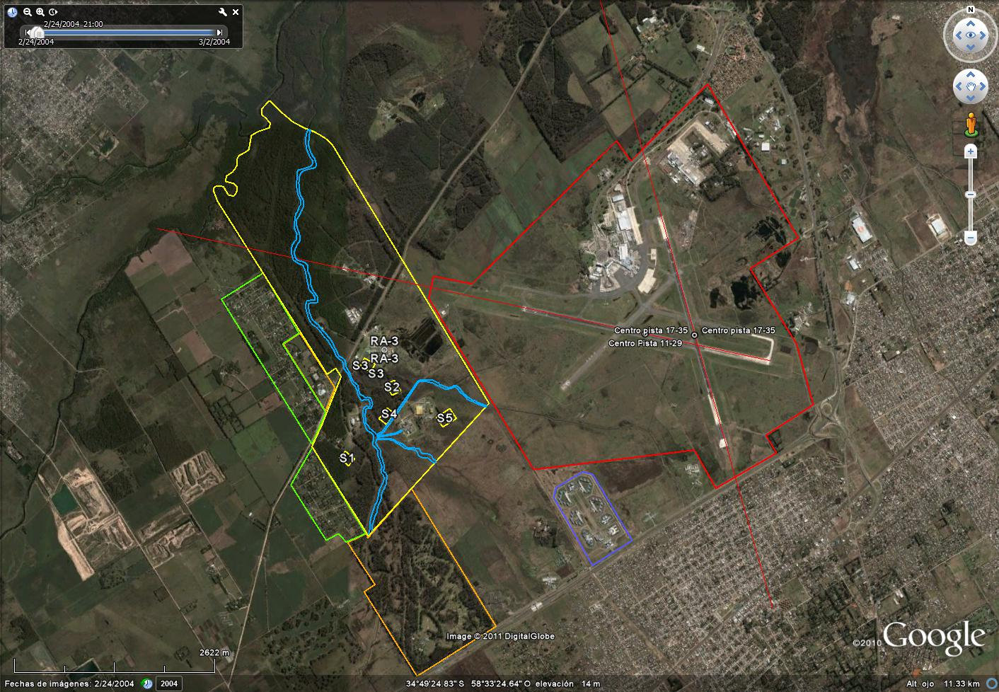 2/24/2004 21:00
2/24/2004
3/2/2004
N
RA-3
RA-3
S3
S3
S2
S4
S5
S1
Centro pista 17-35
Centro pista 17-35
Centro Pista 11-29
Image © 2011 DigitalGlobe
©2010 Google
2622 m
Fechas de imágenes: 2/24/2004
2004
34°49'24.83" S 58°33'24.64" O elevación 14 m
Alt. ojo 11.33 km